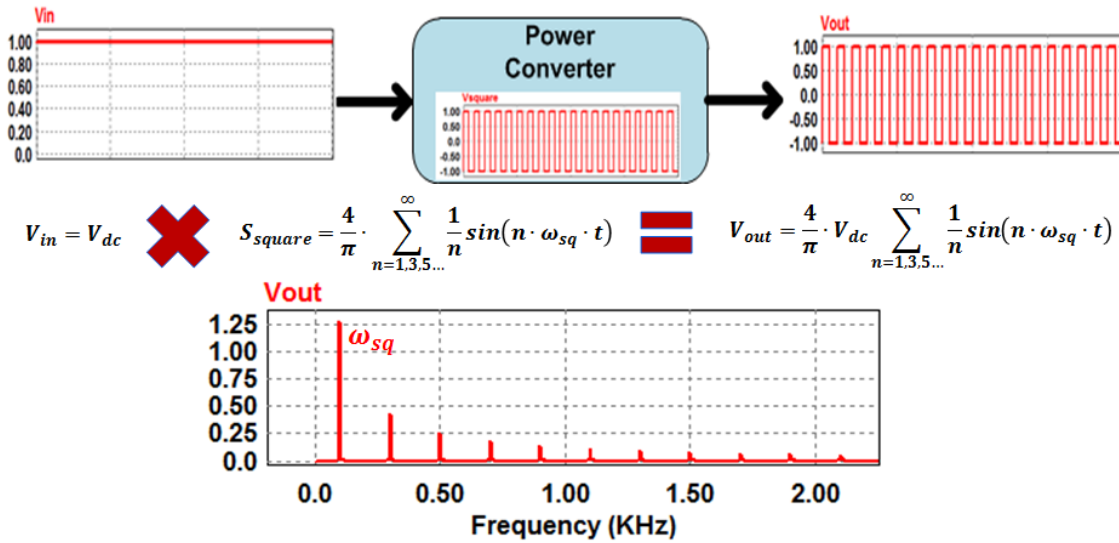 Vin
1.00
0.80
0.60
0.40
0.20
0.0
Power
Converter
Vsquare
1.00
0.50
0.0
-0.50
-1.00
Vout
1.00
0.50
0.0
-0.50
-1.00
V_in = V_dc
S_square = 4/π · ∑_{n=1,3,5...}^{∞} 1/n sin(n · ω_sq · t)
V_out = 4/π · V_dc ∑_{n=1,3,5...}^{∞} 1/n sin(n · ω_sq · t)
Vout
1.25
1.00
0.75
0.50
0.25
0.0
ω_sq
0.0 0.50 1.00 1.50 2.00
Frequency (KHz)